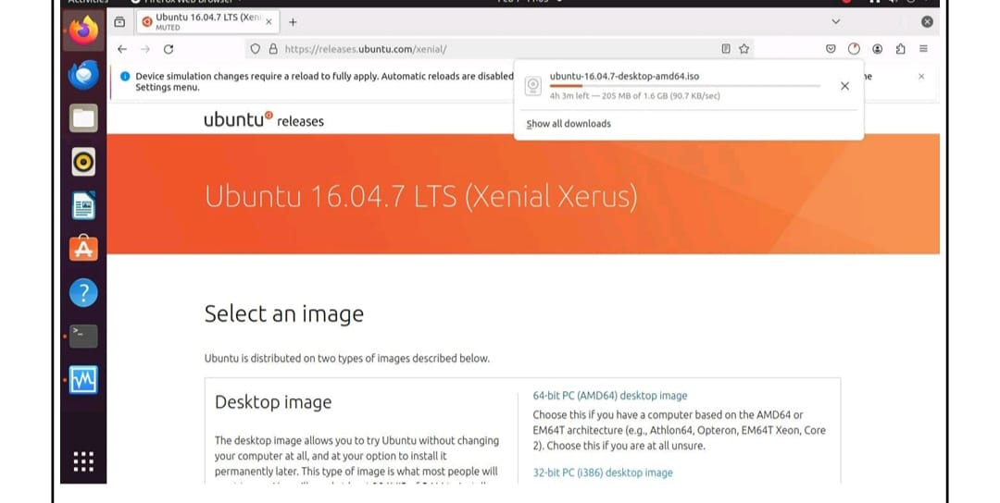 Ubuntu 16.04.7 LTS (Xen
MUTED
https://releases.ubuntu.com/xenial/
Device simulation changes require a reload to fully apply. Automatic reloads are disabled
Settings menu.
ubuntu-16.04.7-desktop-amd64.iso
4h 3m left — 205 MB of 1.6 GB (90.7 KB/sec)
Show all downloads
ubuntu releases
Ubuntu 16.04.7 LTS (Xenial Xerus)
Select an image
Ubuntu is distributed on two types of images described below.
Desktop image
The desktop image allows you to try Ubuntu without changing
your computer at all, and at your option to install it
permanently later. This type of image is what most people will
64-bit PC (AMD64) desktop image
Choose this if you have a computer based on the AMD64 or
EM64T architecture (e.g., Athlon64, Opteron, EM64T Xeon, Core
2). Choose this if you are at all unsure.
32-bit PC (i386) desktop image